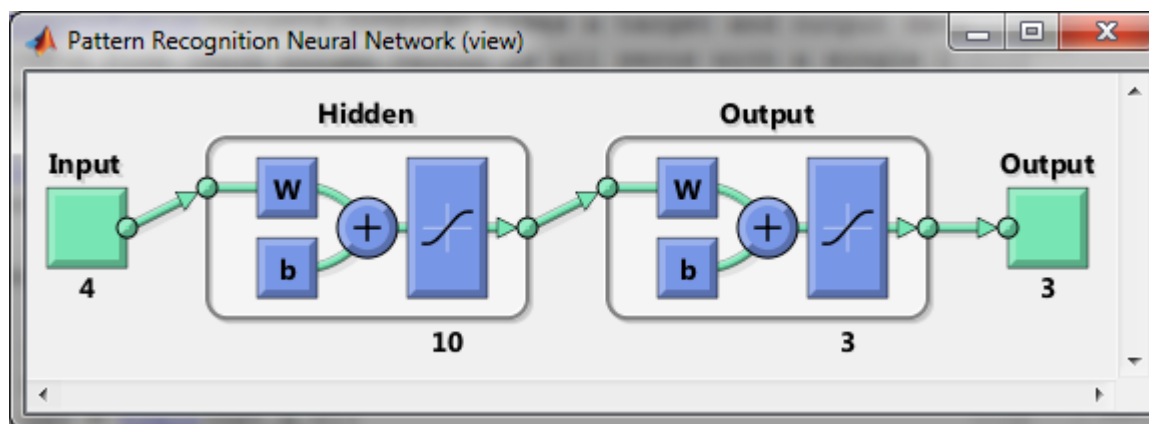 Pattern Recognition Neural Network (view)
Hidden
Output
Input
Output
W
W
b
b
4
3
10
3